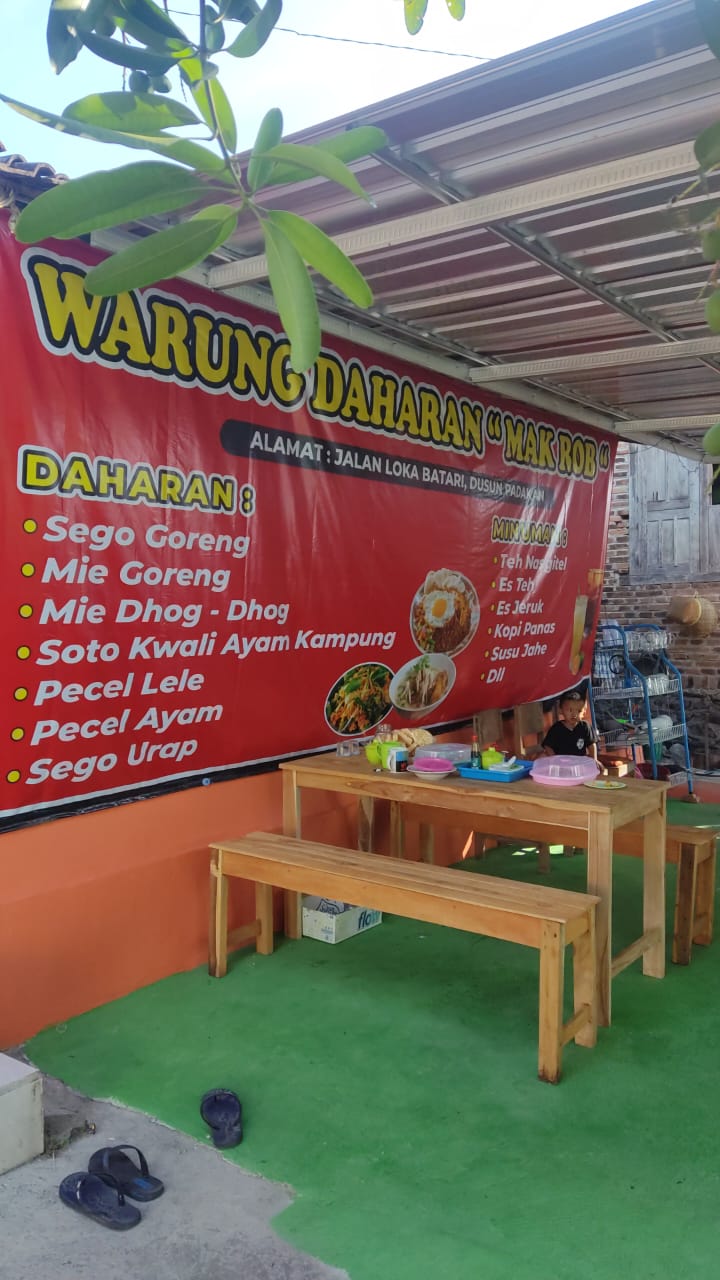 WARUNG DAHARAN “ MAK ROB “
ALAMAT : JALAN LOKA BATARI, DUSUN PADAKAN
DAHARAN :
Sego Goreng
Mie Goreng
Mie Dhog - Dhog
Soto Kwali Ayam Kampung
Pecel Lele
Pecel Ayam
Sego Urap
MINUMAN :
Teh Nasgitel
Es Teh
Es Jeruk
Kopi Panas
Susu Jahe
Dll
flow